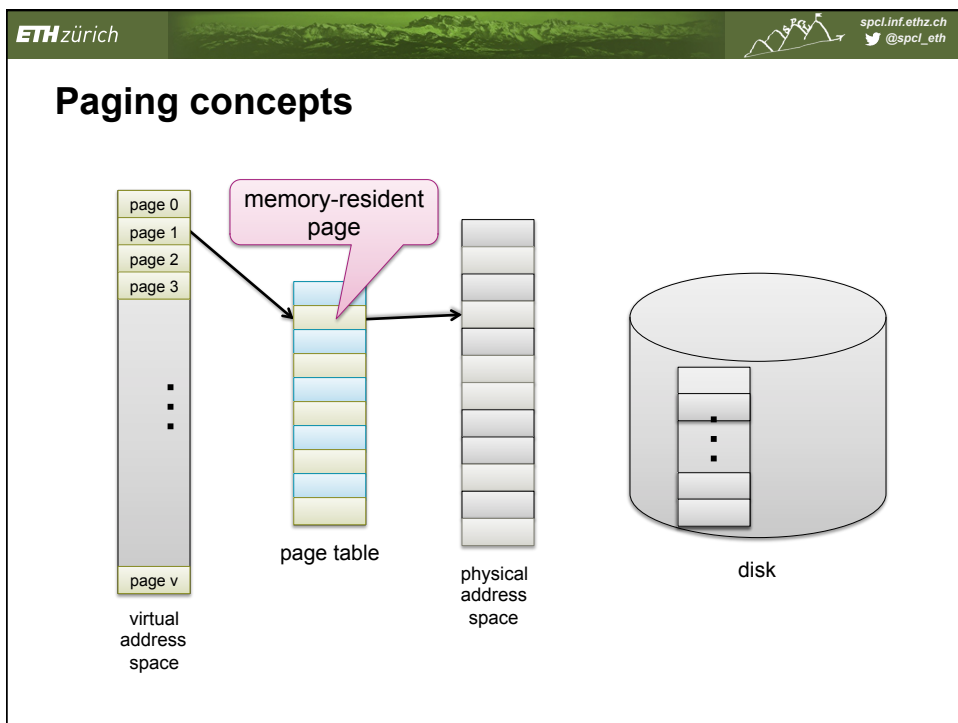 ETH zürich
spcl.inf.ethz.ch
@spcl_eth
Paging concepts
page 0
page 1
page 2
page 3
page v
virtual
address
space
memory-resident
page
page table
physical
address
space
disk